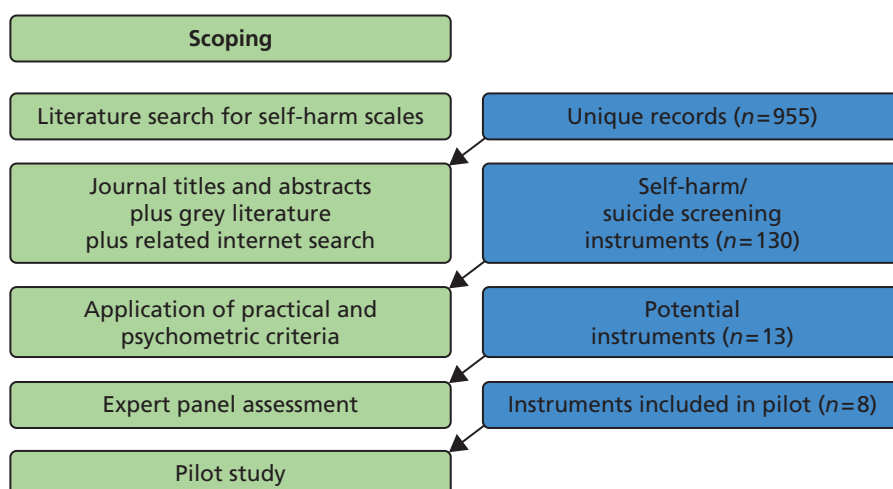 Scoping
Literature search for self-harm scales
Unique records (n=955)
Journal titles and abstracts
plus grey literature
plus related internet search
Self-harm/
suicide screening
instruments (n=130)
Application of practical and
psychometric criteria
Potential
instruments (n=13)
Expert panel assessment
Instruments included in pilot (n=8)
Pilot study